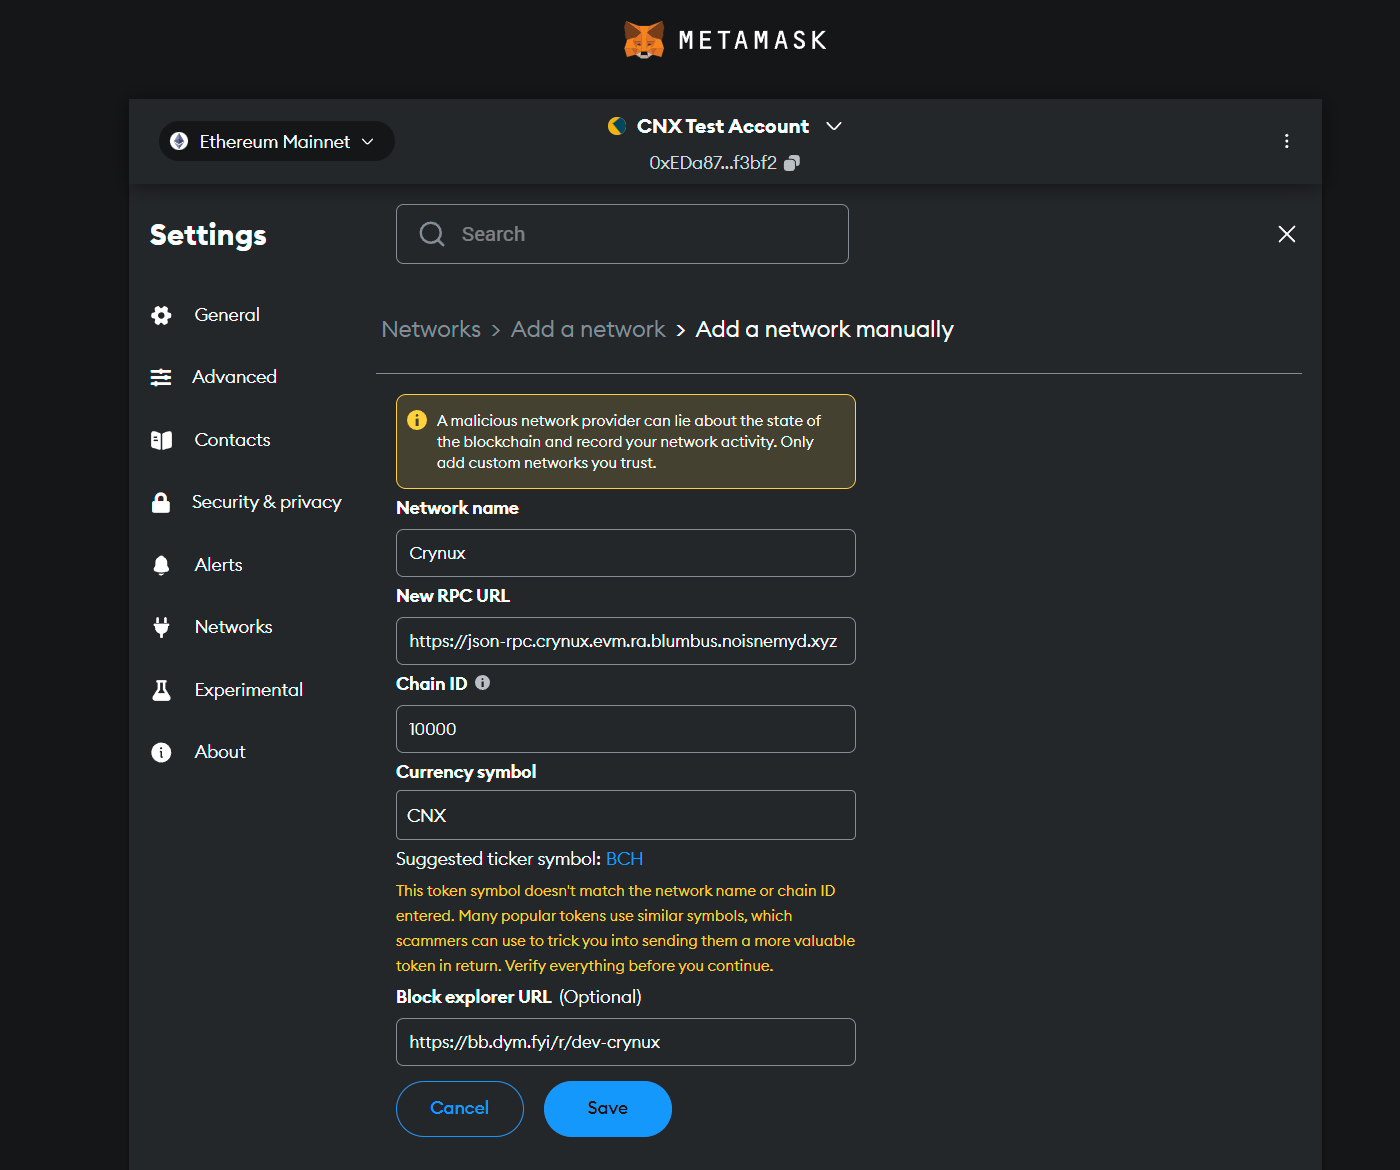 METAMASK
Ethereum Mainnet
CNX Test Account
0xEDa87...f3bf2
Settings
Search
General
Advanced
Contacts
Security & privacy
Alerts
Networks
Experimental
About
Networks > Add a network > Add a network manually
A malicious network provider can lie about the state of
the blockchain and record your network activity. Only
add custom networks you trust.
Network name
Crynux
New RPC URL
https://json-rpc.crynux.evm.ra.blumbus.noisnemyd.xyz
Chain ID
10000
Currency symbol
CNX
Suggested ticker symbol: BCH
This token symbol doesn't match the network name or chain ID
entered. Many popular tokens use similar symbols, which
scammers can use to trick you into sending them a more valuable
token in return. Verify everything before you continue.
Block explorer URL (Optional)
https://bb.dym.fyi/r/dev-crynux
Cancel
Save